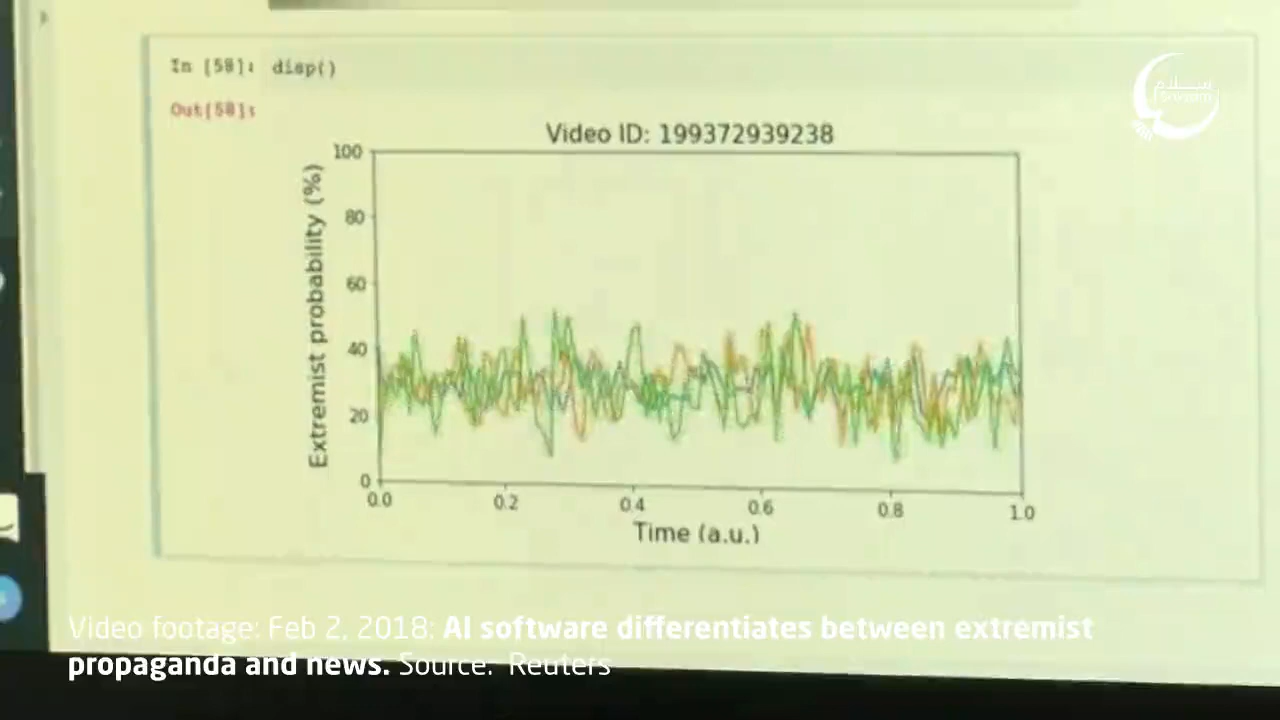 In [58]: disp()
Out[58]:
Video ID: 199372939238
Extremist probability (%)
100
80
60
40
20
0
0.0 0.2 0.4 0.6 0.8 1.0
Time (a.u.)
Video footage: Feb 2, 2018: AI software differentiates between extremist
propaganda and news. Source: Reuters